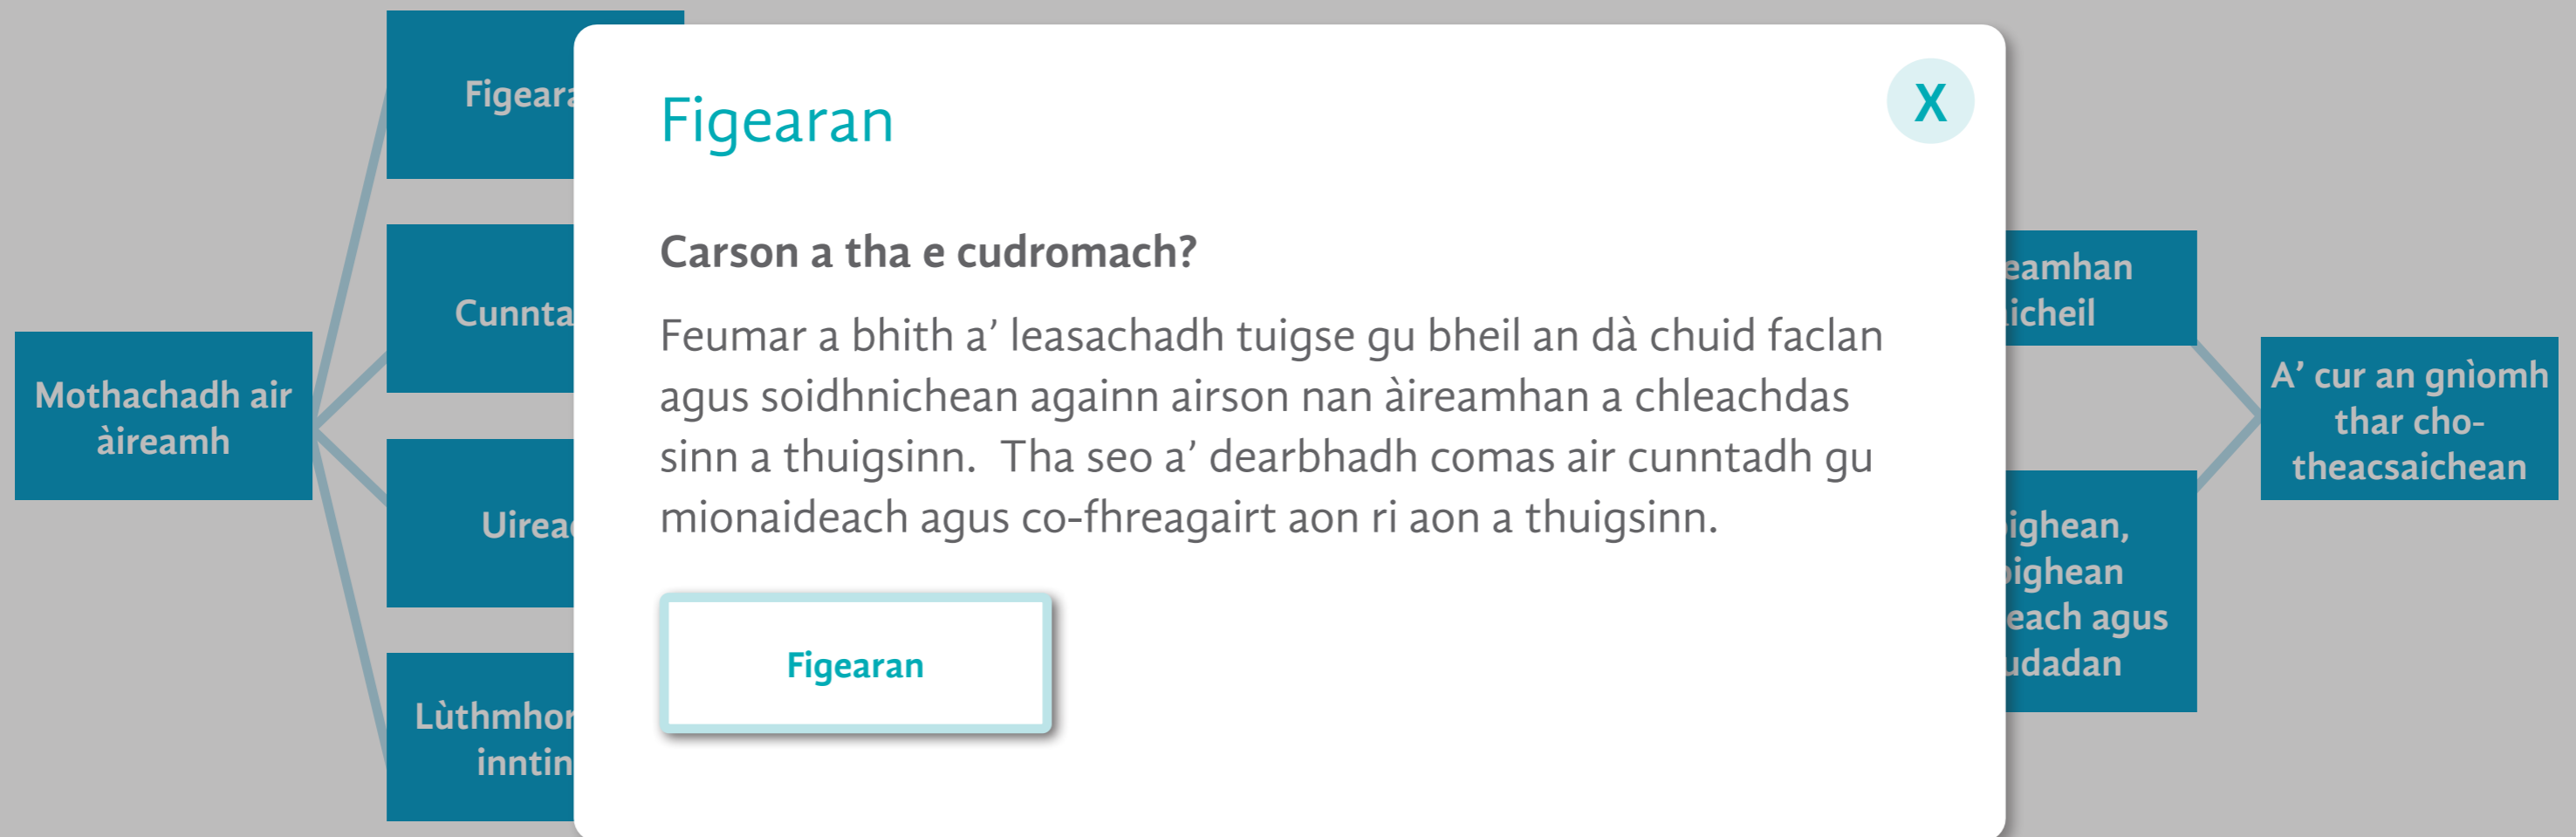 Mothachadh air
àireamh
Figearan
X
Carson a tha e cudromach?
Feumar a bhith a’ leasachadh tuigse gu bheil an dà chuid faclan
agus soidhnichean againn airson nan àireamhan a chleachdas
sinn a thuigsinn.  Tha seo a’ dearbhadh comas air cunntadh gu
mionaideach agus co-fhreagairt aon ri aon a thuigsinn.
Figearan
agus
A’ cur an gnìomh
thar cho-
theacsaichean